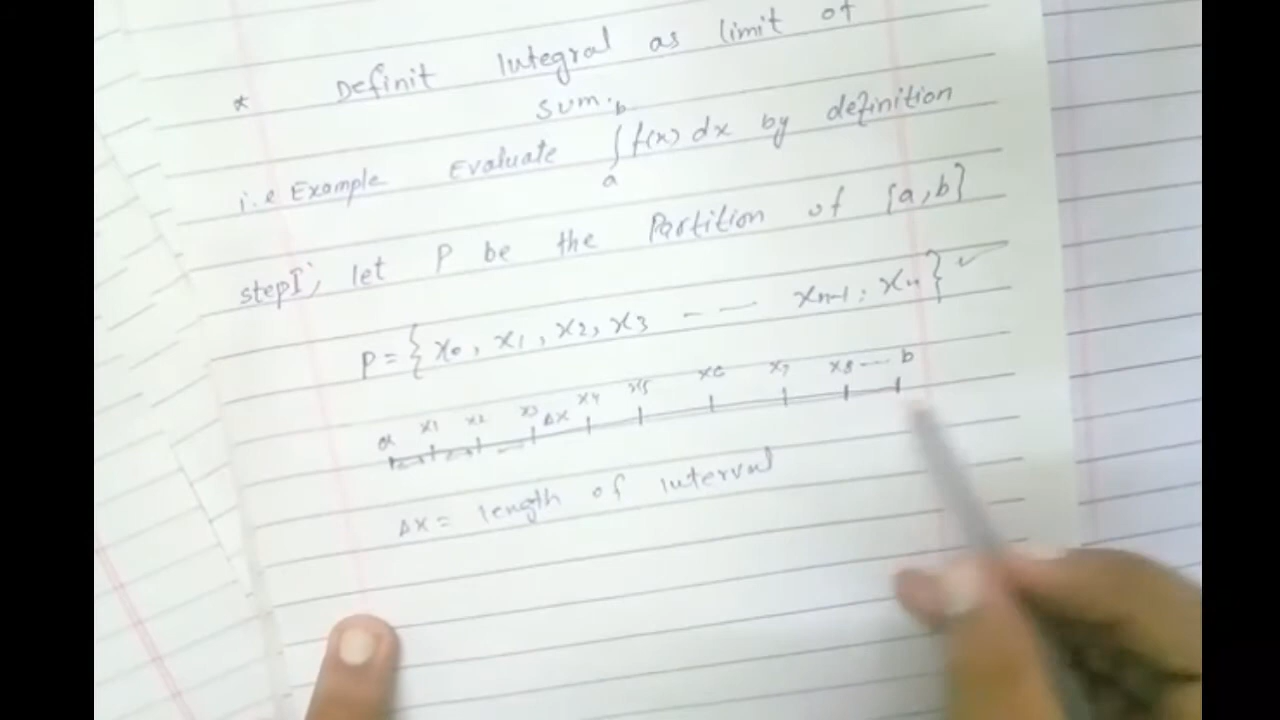 * Definit Integral as limit of
sum.
i.e Example Evaluate ∫ₐᵇ f(x) dx by definition
stepI, let P be the Partition of [a,b]
P = { x₀, x₁, x₂, x₃ - — xₙ₋₁, xₙ } ✓
a x₁ x₂ x₃ Δx x₄ x₅ x₆ x₇ x₈ ---- b
Δx = length of interval